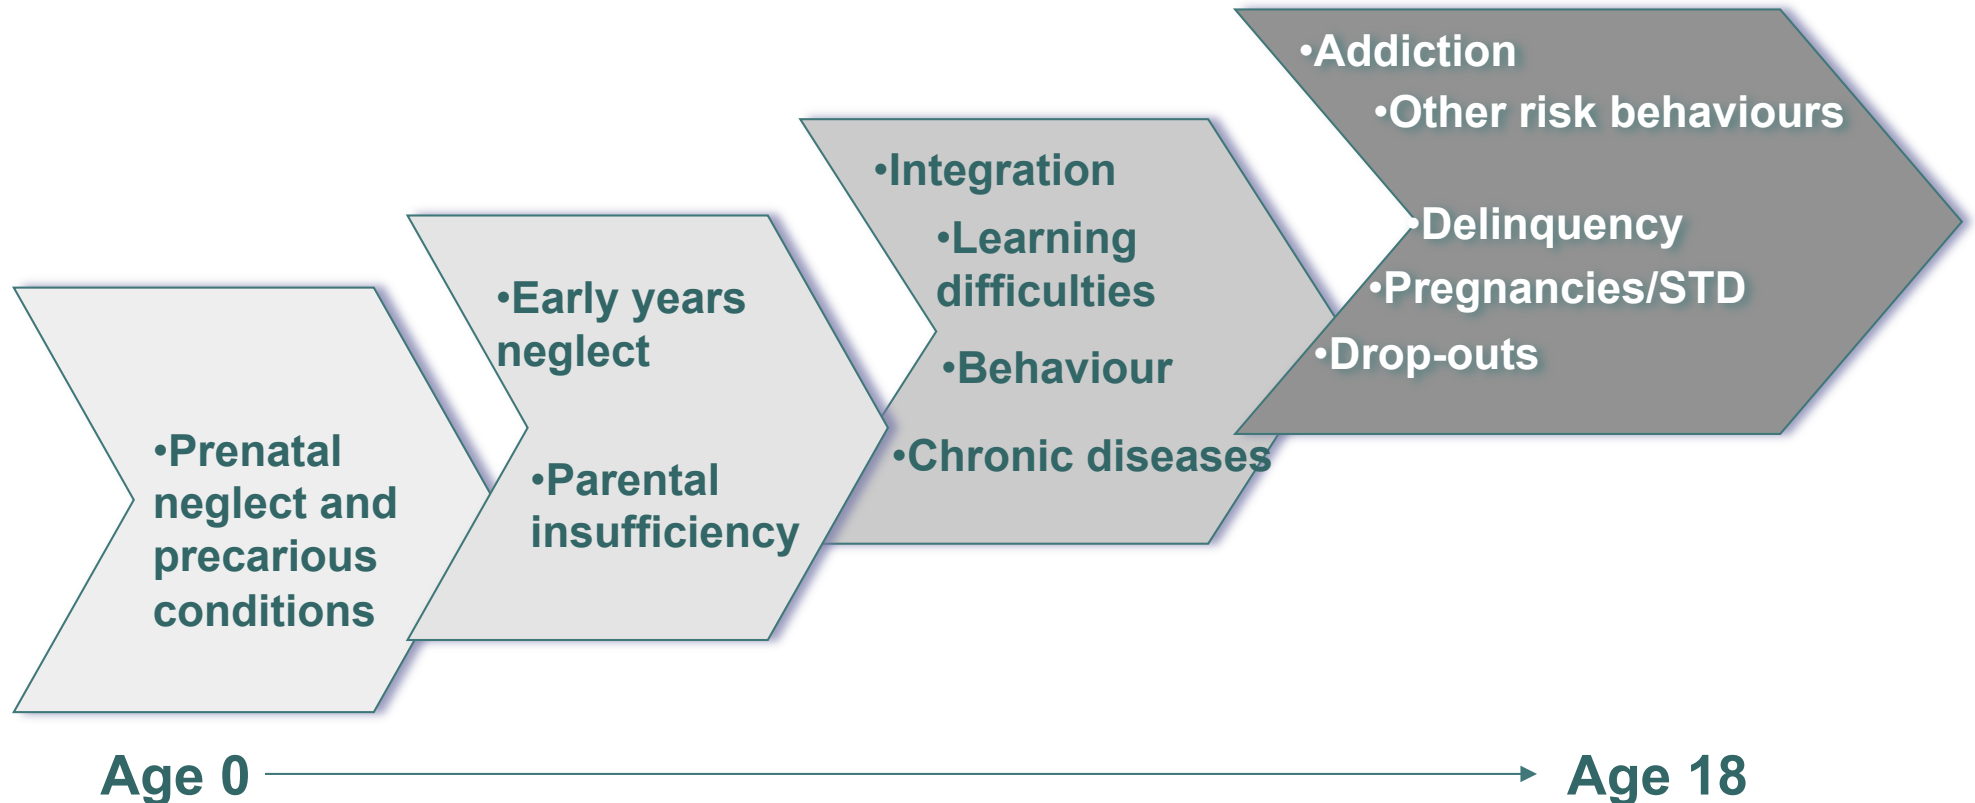 •Prenatal
neglect and
precarious
conditions
•Early years
neglect
•Parental
insufficiency
•Integration
•Learning
difficulties
•Behaviour
•Chronic diseases
•Addiction
•Other risk behaviours
•Delinquency
•Pregnancies/STD
•Drop-outs
Age 0
Age 18